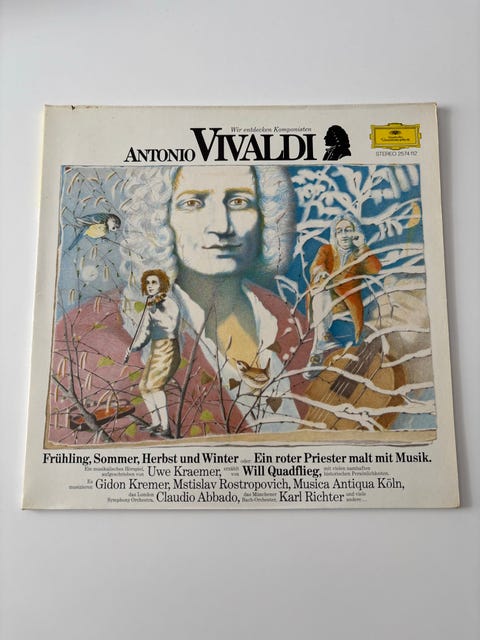 Wir entdecken Komponisten
ANTONIO VIVALDI
Deutsche Grammophon
STEREO 2574 112
Frühling, Sommer, Herbst und Winter oder: Ein roter Priester malt mit Musik.
Ein musikalisches Hörspiel, aufgeschrieben von Uwe Kraemer, erzählt von Will Quadflieg, mit vielen namhaften historischen Persönlichkeiten.
Es musizieren: Gidon Kremer, Mstislav Rostropovich, Musica Antiqua Köln,
das London Symphony Orchestra, Claudio Abbado, das Münchener Bach-Orchester, Karl Richter und viele andere ...